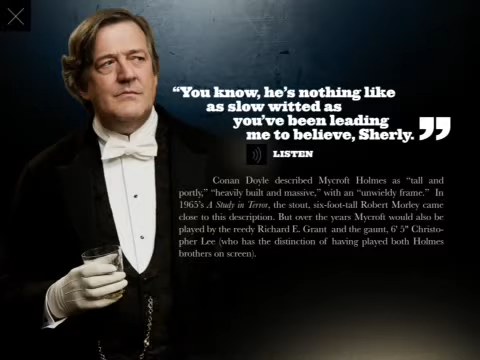 “You know, he’s nothing like
as slow witted as
you’ve been leading
me to believe, Sherly.”
LISTEN
Conan Doyle described Mycroft Holmes as “tall and
portly,” “heavily built and massive,” with an “unwieldy frame.” In
1965’s A Study in Terror, the stout, six-foot-tall Robert Morley came
close to this description. But over the years Mycroft would also be
played by the reedy Richard E. Grant and the gaunt, 6' 5" Christo-
pher Lee (who has the distinction of having played both Holmes
brothers on screen).